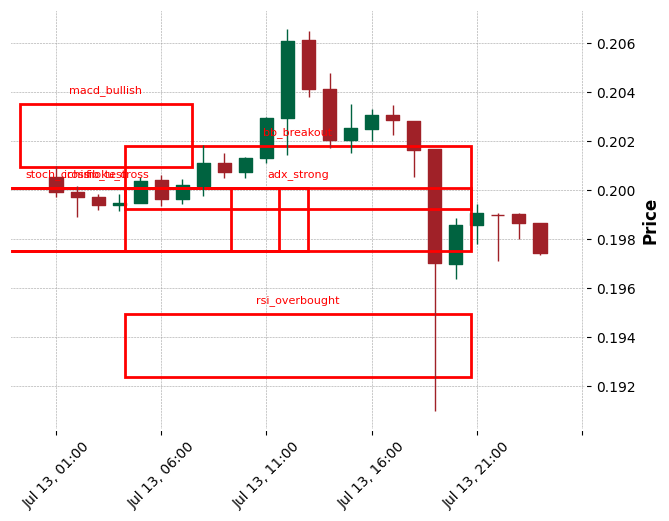 macd_bullish
adx_strong
rsi_overbought
0.206
0.204
0.202
0.200
0.198
0.196
0.194
0.192
Price
Jul 13, 01:00
Jul 13, 06:00
Jul 13, 11:00
Jul 13, 16:00
Jul 13, 21:00